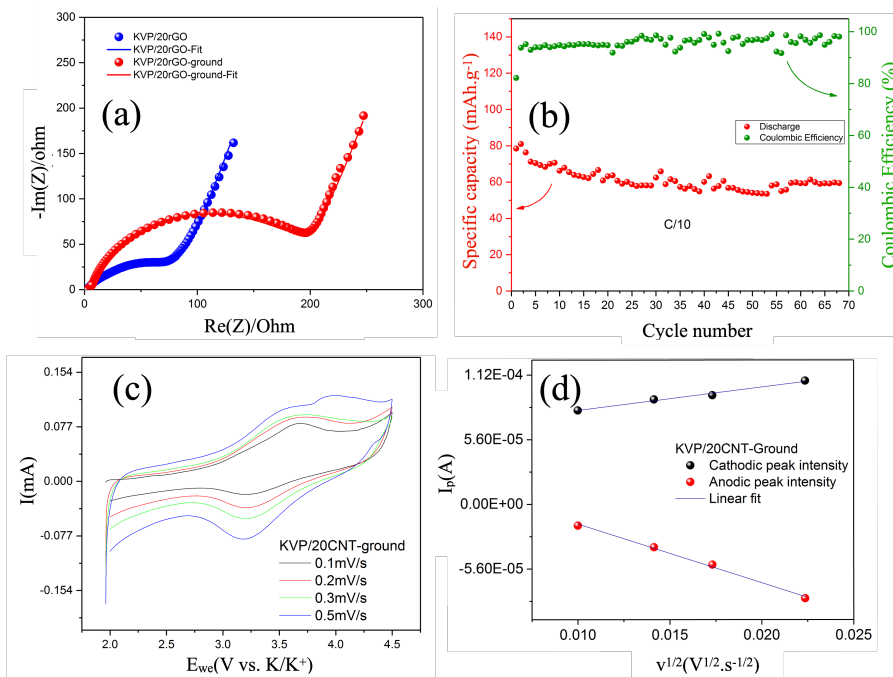 KVP/20rGO
KVP/20rGO-Fit
KVP/20rGO-ground
KVP/20rGO-ground-Fit
(a)
200
175
150
125
100
75
50
25
0
-Im(Z)/ohm
0
100
200
300
Re(Z)/Ohm
(b)
140
120
100
80
60
40
20
0
Specific capacity (mAh.g-1)
Discharge
Coulombic Efficiency
C/10
100
80
60
40
20
0
Coulombic Efficiency (%)
0 5 10 15 20 25 30 35 40 45 50 55 60 65 70
Cycle number
(c)
0.154
0.077
0.000
-0.077
-0.154
I(mA)
KVP/20CNT-ground
0.1mV/s
0.2mV/s
0.3mV/s
0.5mV/s
2.0 2.5 3.0 3.5 4.0 4.5
Ewe(V vs. K/K+)
(d)
1.12E-04
5.60E-05
0.00E+00
-5.60E-05
Ip(A)
KVP/20CNT-Ground
Cathodic peak intensity
Anodic peak intensity
Linear fit
0.010 0.015 0.020 0.025
v1/2(V1/2.s-1/2)